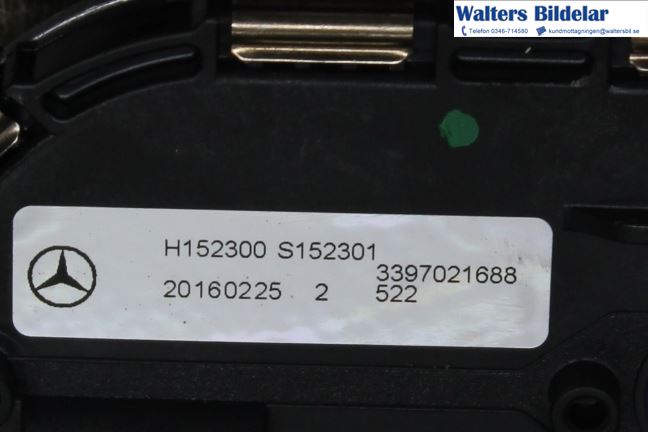 Walters Bildelar
Telefon 0346-714580 kundmottagningen@waltersbil.se
H152300 S152301
3397021688
20160225 2 522